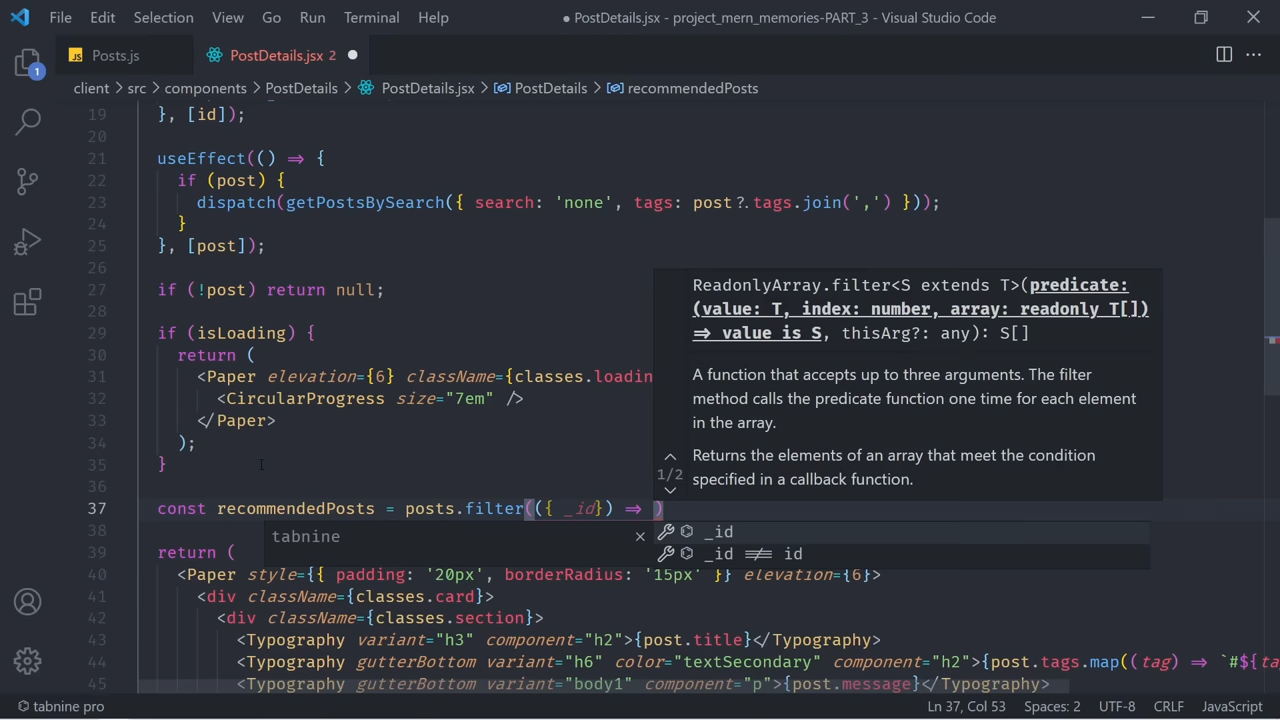 File Edit Selection View Go Run Terminal Help ● PostDetails.jsx - project_mern_memories-PART_3 - Visual Studio Code
1
JS Posts.js PostDetails.jsx 2 ●
client > src > components > PostDetails > PostDetails.jsx > PostDetails > recommendedPosts
19 }, [id]);
20
21 useEffect(() ⇒ {
22 if (post) {
23 dispatch(getPostsBySearch({ search: 'none', tags: post?.tags.join(',') }));
24 }
25 }, [post]);
26
27 if (!post) return null;
28
29 if (isLoading) {
30 return (
31 <Paper elevation={6} className={classes.loadin
32 <CircularProgress size="7em" />
33 </Paper>
34 );
35 }
36
37 const recommendedPosts = posts.filter(({ _id}) ⇒ )
38
39 return (
40 <Paper style={{ padding: '20px', borderRadius: '15px' }} elevation={6}>
41 <div className={classes.card}>
42 <div className={classes.section}>
43 <Typography variant="h3" component="h2">{post.title}</Typography>
44 <Typography gutterBottom variant="h6" color="textSecondary" component="h2">{post.tags.map((tag) ⇒ `#${ta
45 <Typography gutterBottom variant="body1" component="p">{post.message}</Typography>
ReadonlyArray.filter<S extends T>(predicate:
(value: T, index: number, array: readonly T[])
⇒ value is S, thisArg?: any): S[]
A function that accepts up to three arguments. The filter
method calls the predicate function one time for each element
in the array.
1/2
Returns the elements of an array that meet the condition
specified in a callback function.
tabnine ×
_id
_id ≢ id
tabnine pro Ln 37, Col 53 Spaces: 2 UTF-8 CRLF JavaScript